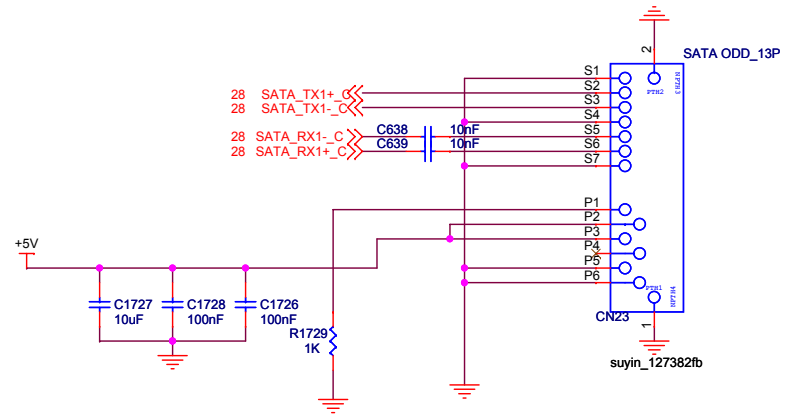 2
SATA ODD_13P
S1
28 SATA_TX1+_C
S2
28 SATA_TX1-_C
S3
S4
28 SATA_RX1-_C
C638
10nF
S5
28 SATA_RX1+_C
C639
10nF
S6
S7
NPTH3
PTH2
P1
P2
P3
P4
P5
P6
PTH1
NPTH4
+5V
C1727
10uF
C1728
100nF
C1726
100nF
R1729
1K
CN23
1
suyin_127382fb